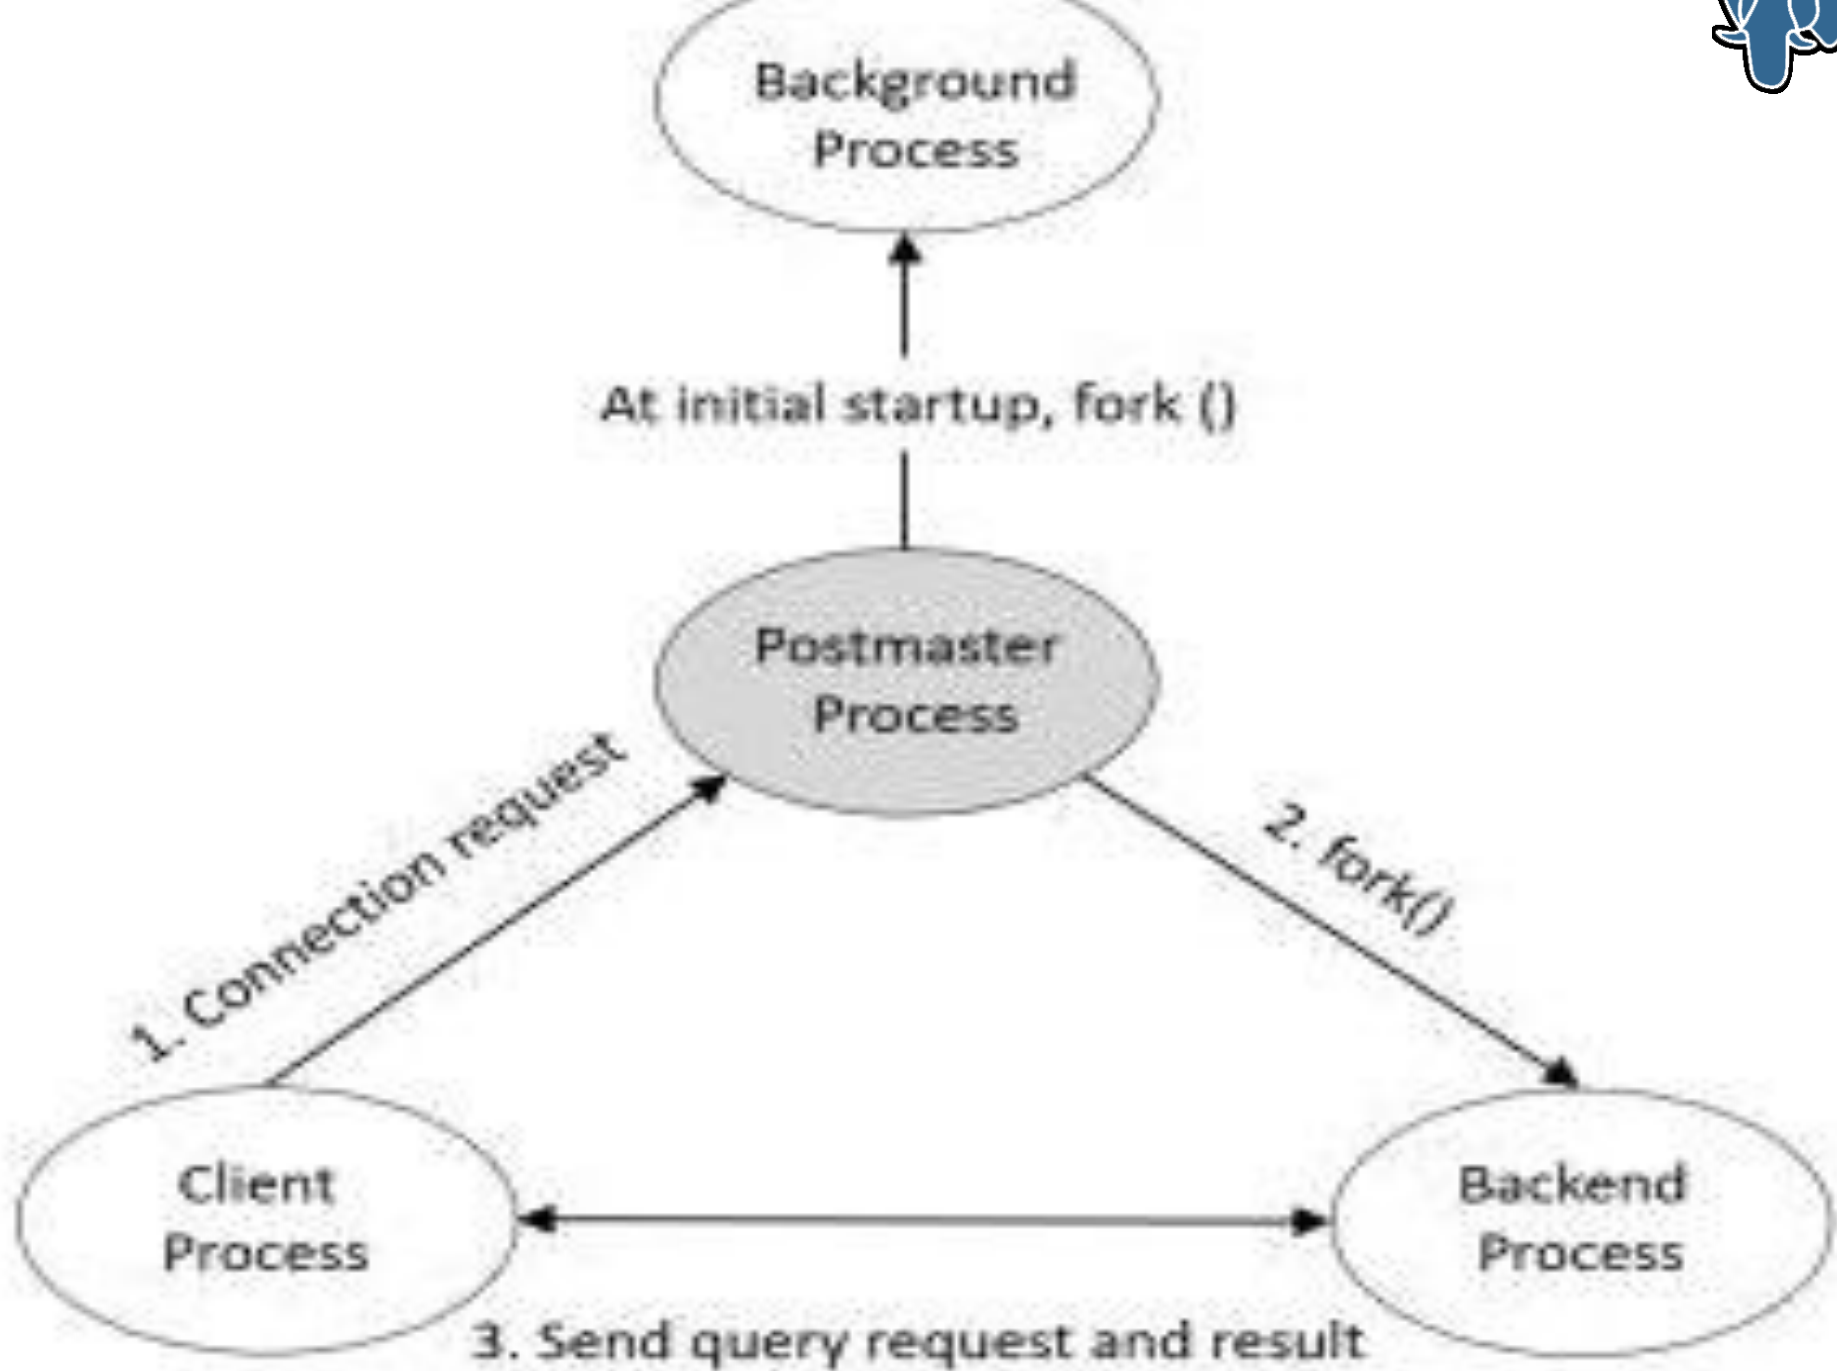 Background
Process
At initial startup, fork ()
Postmaster
Process
1. Connection request
2. fork()
Client
Process
Backend
Process
3. Send query request and result